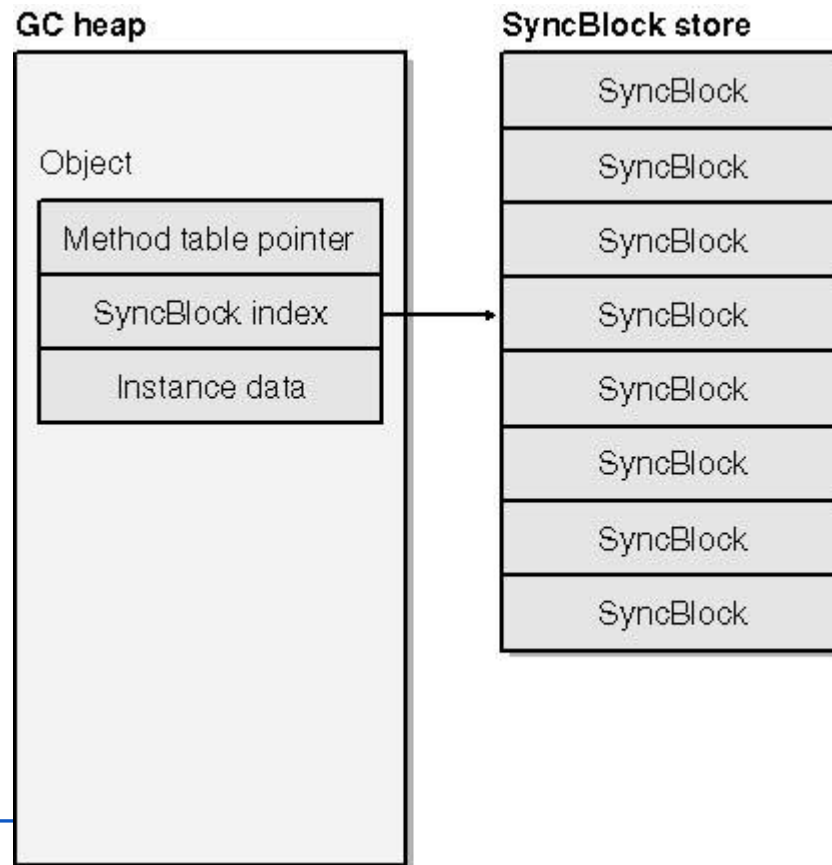 GC heap
Object
Method table pointer
SyncBlock index
Instance data
SyncBlock store
SyncBlock
SyncBlock
SyncBlock
SyncBlock
SyncBlock
SyncBlock
SyncBlock
SyncBlock